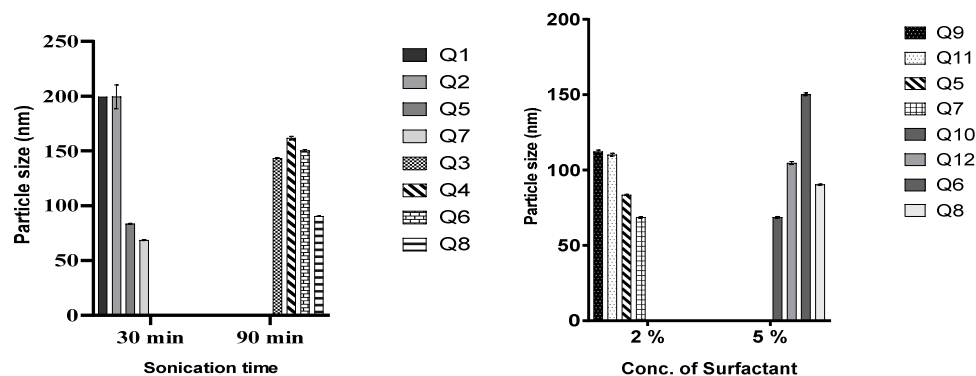 250
200
150
100
50
0
Particle size (nm)
30 min
90 min
Sonication time
Q1
Q2
Q5
Q7
Q3
Q4
Q6
Q8
200
150
100
50
0
Particle size (nm)
2 %
5 %
Conc. of Surfactant
Q9
Q11
Q5
Q7
Q10
Q12
Q6
Q8